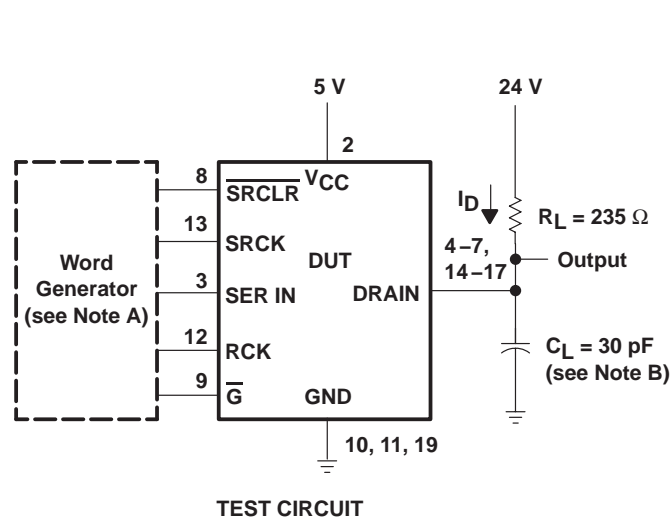 5 V
24 V
2
8
SRCLR
VCC
ID
RL = 235 Ω
13
SRCK
4–7,
14–17
Output
Word
Generator
(see Note A)
DUT
3
SER IN
DRAIN
12
RCK
CL = 30 pF
(see Note B)
9
G
GND
10, 11, 19
TEST CIRCUIT